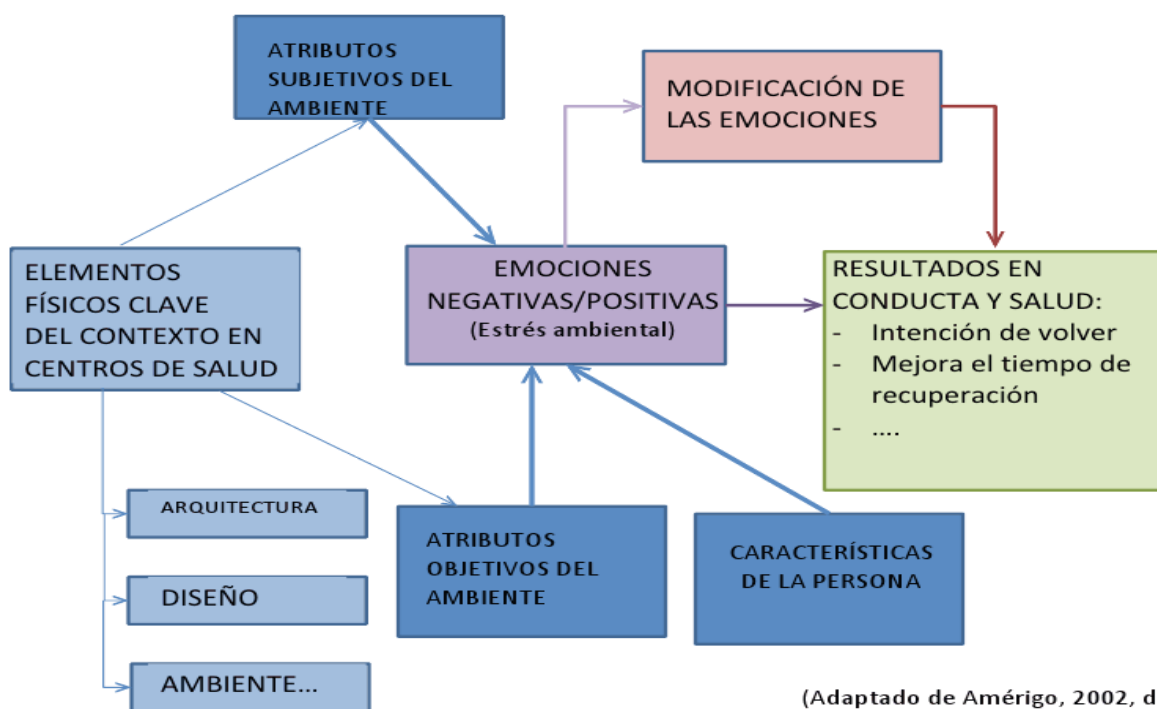 ATRIBUTOS
SUBJETIVOS DEL
AMBIENTE
MODIFICACIÓN DE
LAS EMOCIONES
ELEMENTOS
FÍSICOS CLAVE
DEL CONTEXTO EN
CENTROS DE SALUD
EMOCIONES
NEGATIVAS/POSITIVAS
(Estrés ambiental)
RESULTADOS EN
CONDUCTA Y SALUD:
- Intención de volver
- Mejora el tiempo de
recuperación
- ....
ARQUITECTURA
DISEÑO
AMBIENTE...
ATRIBUTOS
OBJETIVOS DEL
AMBIENTE
CARACTERÍSTICAS
DE LA PERSONA
(Adaptado de Amérigo, 2002, d